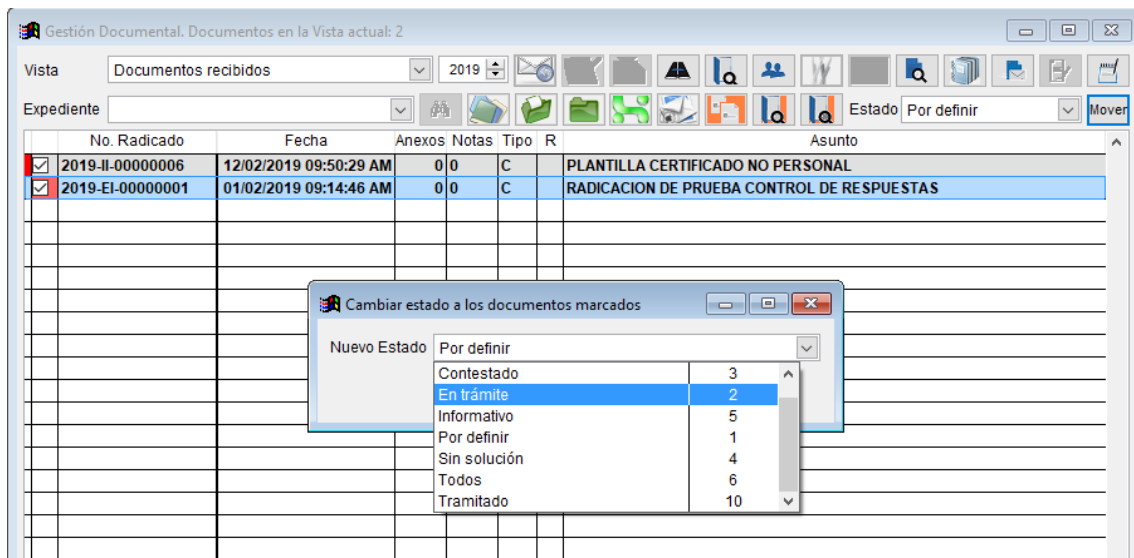 Gestión Documental. Documentos en la Vista actual: 2
Vista Documentos recibidos 2019
Expediente Estado Por definir Mover
No. Radicado Fecha Anexos Notas Tipo R Asunto
2019-II-00000006 12/02/2019 09:50:29 AM 0 0 C PLANTILLA CERTIFICADO NO PERSONAL
2019-EI-00000001 01/02/2019 09:14:46 AM 0 0 C RADICACION DE PRUEBA CONTROL DE RESPUESTAS
Cambiar estado a los documentos marcados
Nuevo Estado Por definir
Contestado 3
En trámite 2
Informativo 5
Por definir 1
Sin solución 4
Todos 6
Tramitado 10